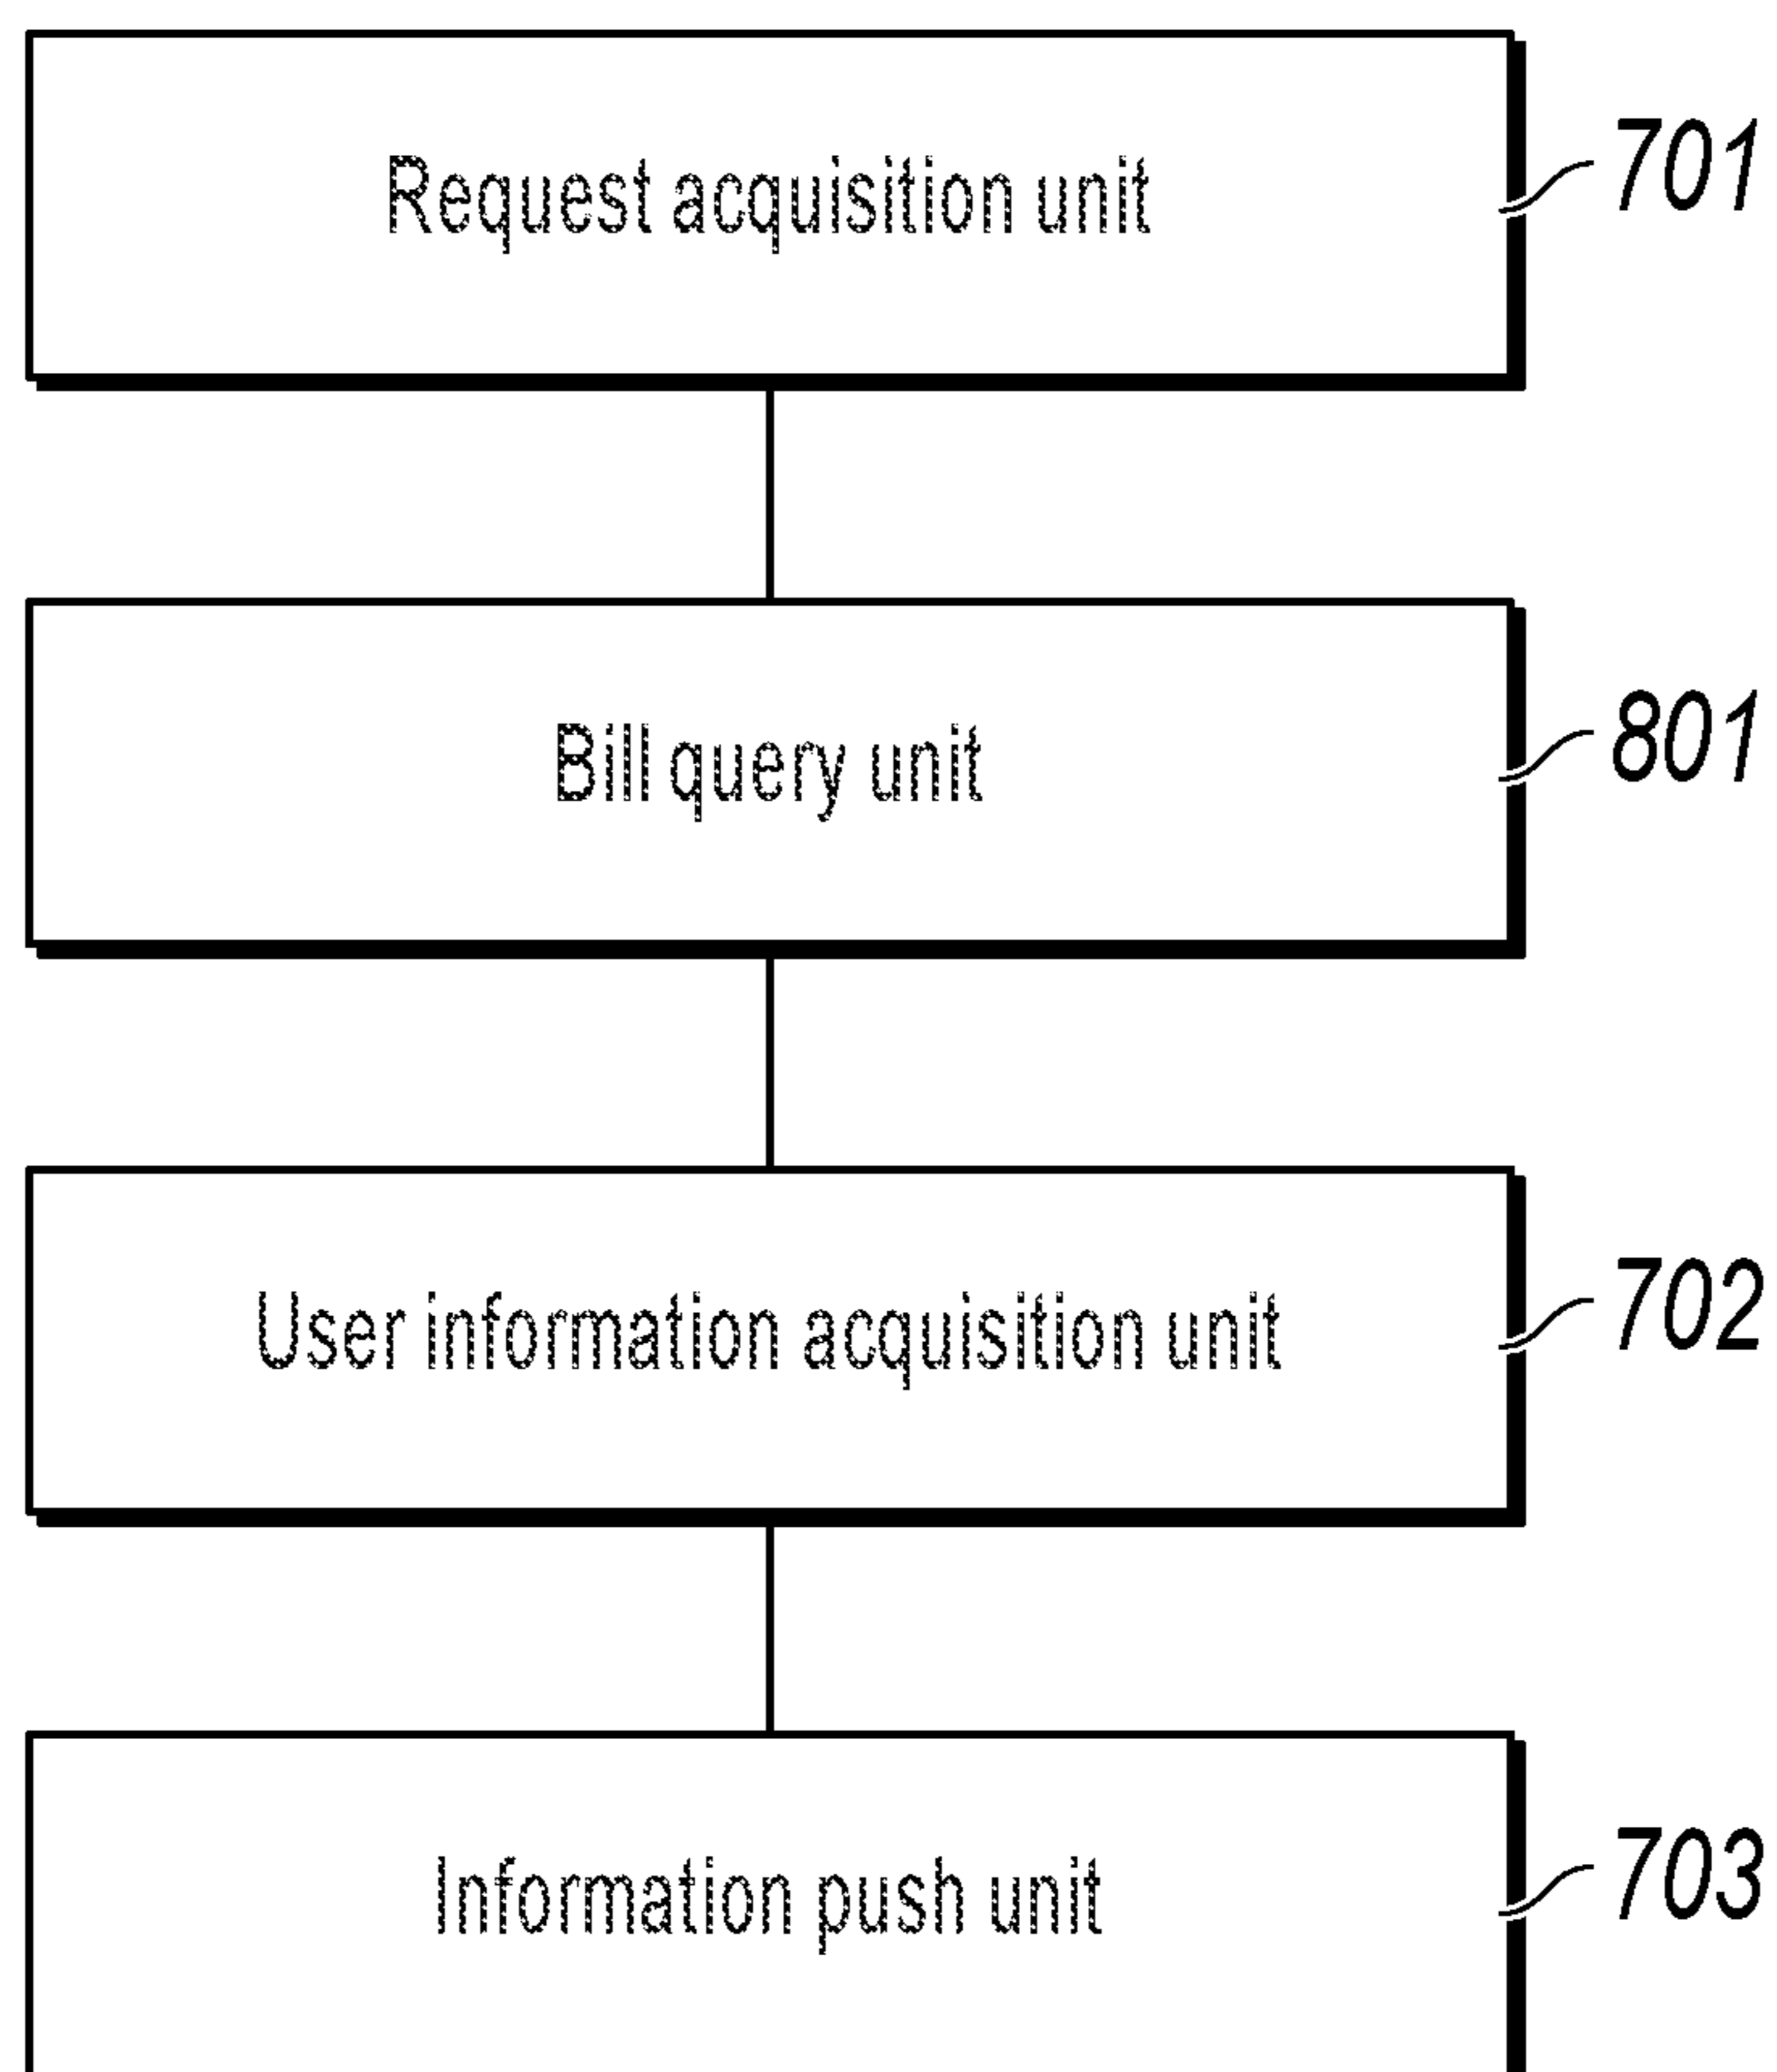 Request acquisition unit
701
Bill query unit
801
User information acquisition unit
702
Information push unit
703